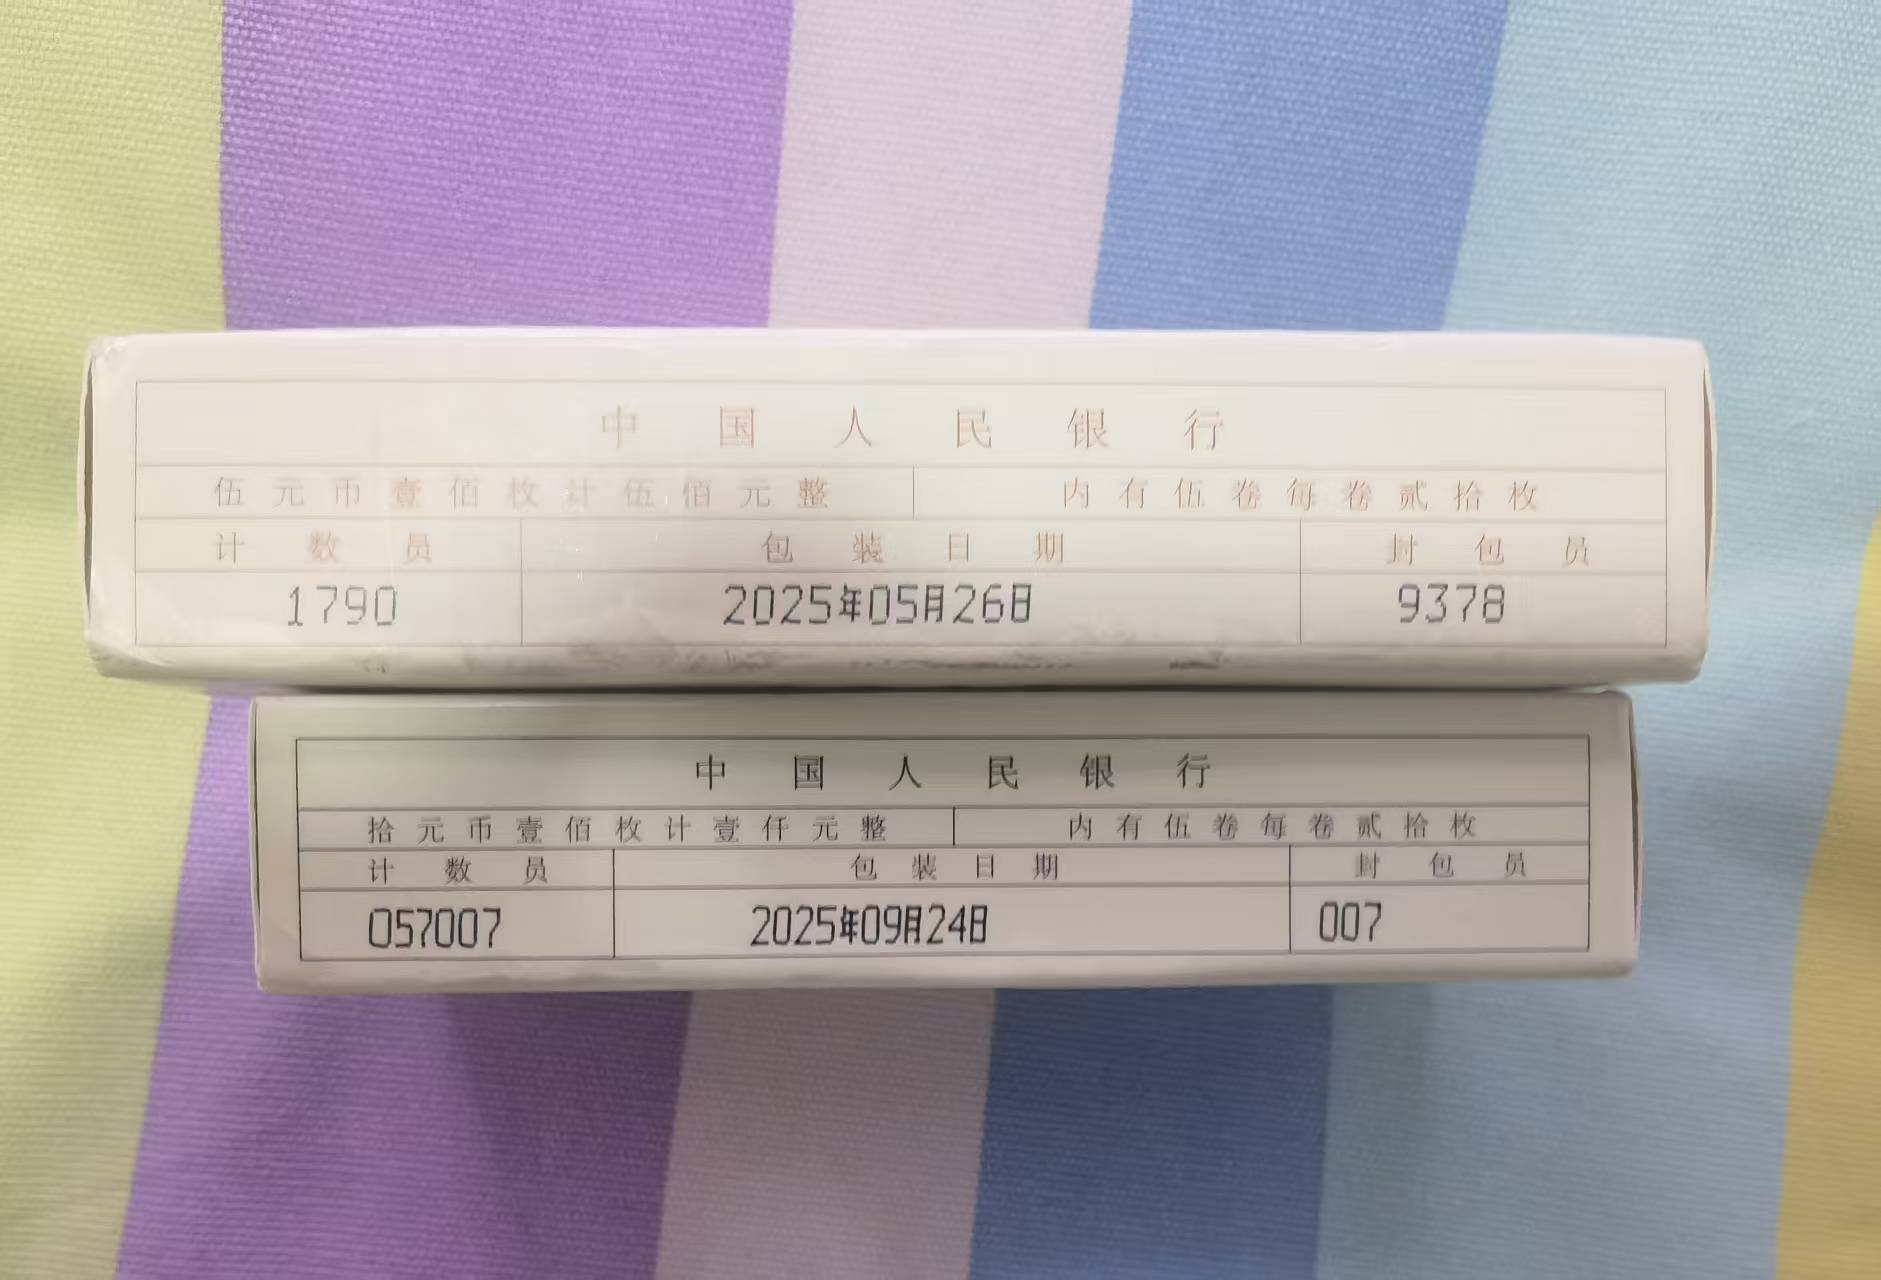 中国人民银行
伍元币壹佰枚计伍佰元整 内有伍卷每卷贰拾枚
计数员 包装日期 封包员
1790 2025年05月26日 9378
中国人民银行
拾元币壹佰枚计壹仟元整 内有伍卷每卷贰拾枚
计数员 包装日期 封包员
057007 2025年09月24日 007